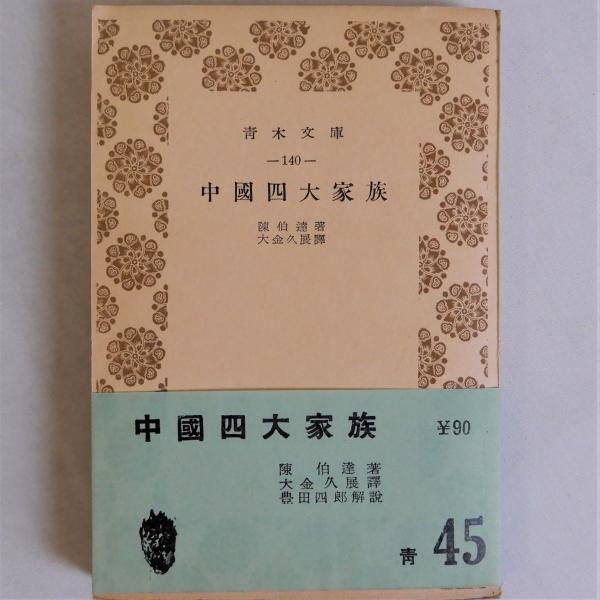 青木文庫
—140—
中國四大家族
陳伯達著
大金久展譯
中國四大家族 ¥90
陳伯達著
大金久展譯
豊田四郎解說
青 45